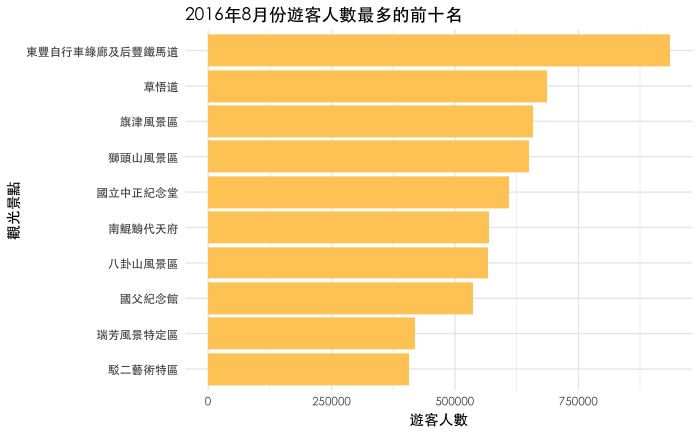 2016年8月份遊客人數最多的前十名
東豐自行車綠廊及后豐鐵馬道
草悟道
旗津風景區
獅頭山風景區
國立中正紀念堂
南鯤鯓代天府
八卦山風景區
國父紀念館
瑞芳風景特定區
駁二藝術特區
觀光景點
0 250000 500000 750000
遊客人數